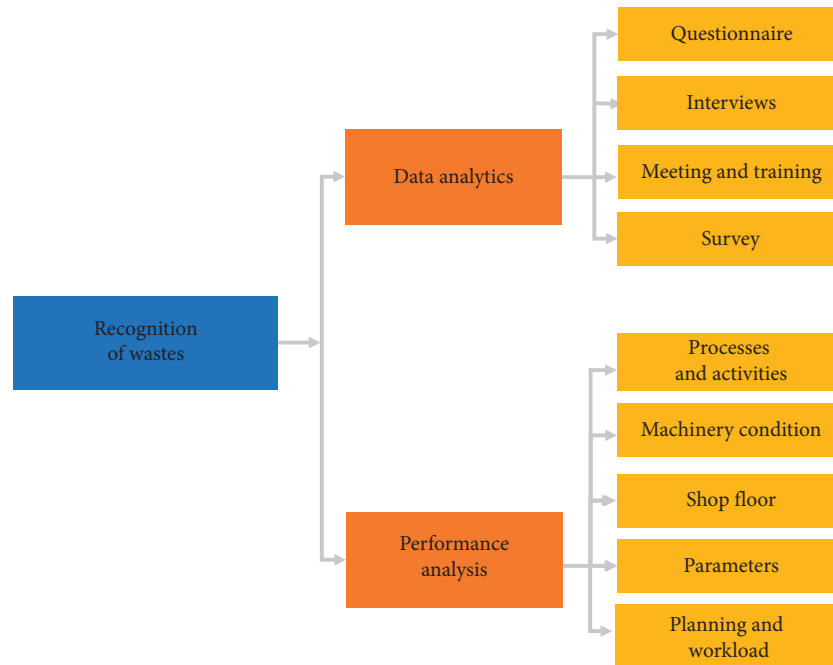 Recognition
of wastes
Data analytics
Questionnaire
Interviews
Meeting and training
Survey
Performance
analysis
Processes
and activities
Machinery condition
Shop floor
Parameters
Planning and
workload